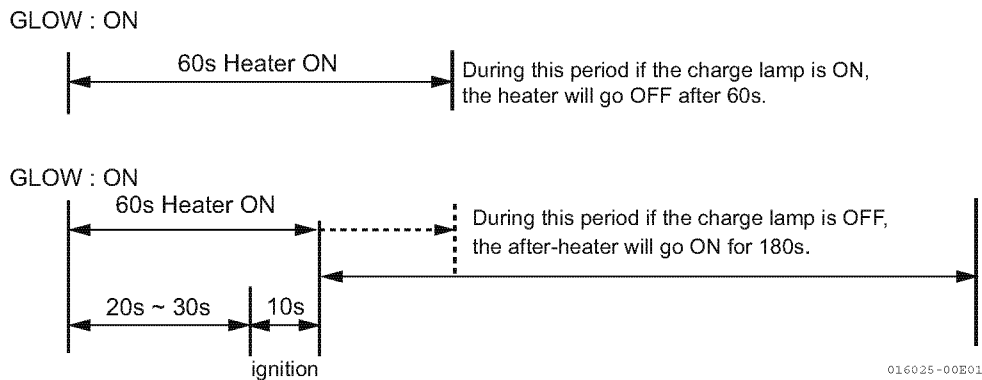 GLOW : ON
60s Heater ON
During this period if the charge lamp is ON,
the heater will go OFF after 60s.
GLOW : ON
60s Heater ON
During this period if the charge lamp is OFF,
the after-heater will go ON for 180s.
20s ~ 30s
10s
ignition
016025-00E01